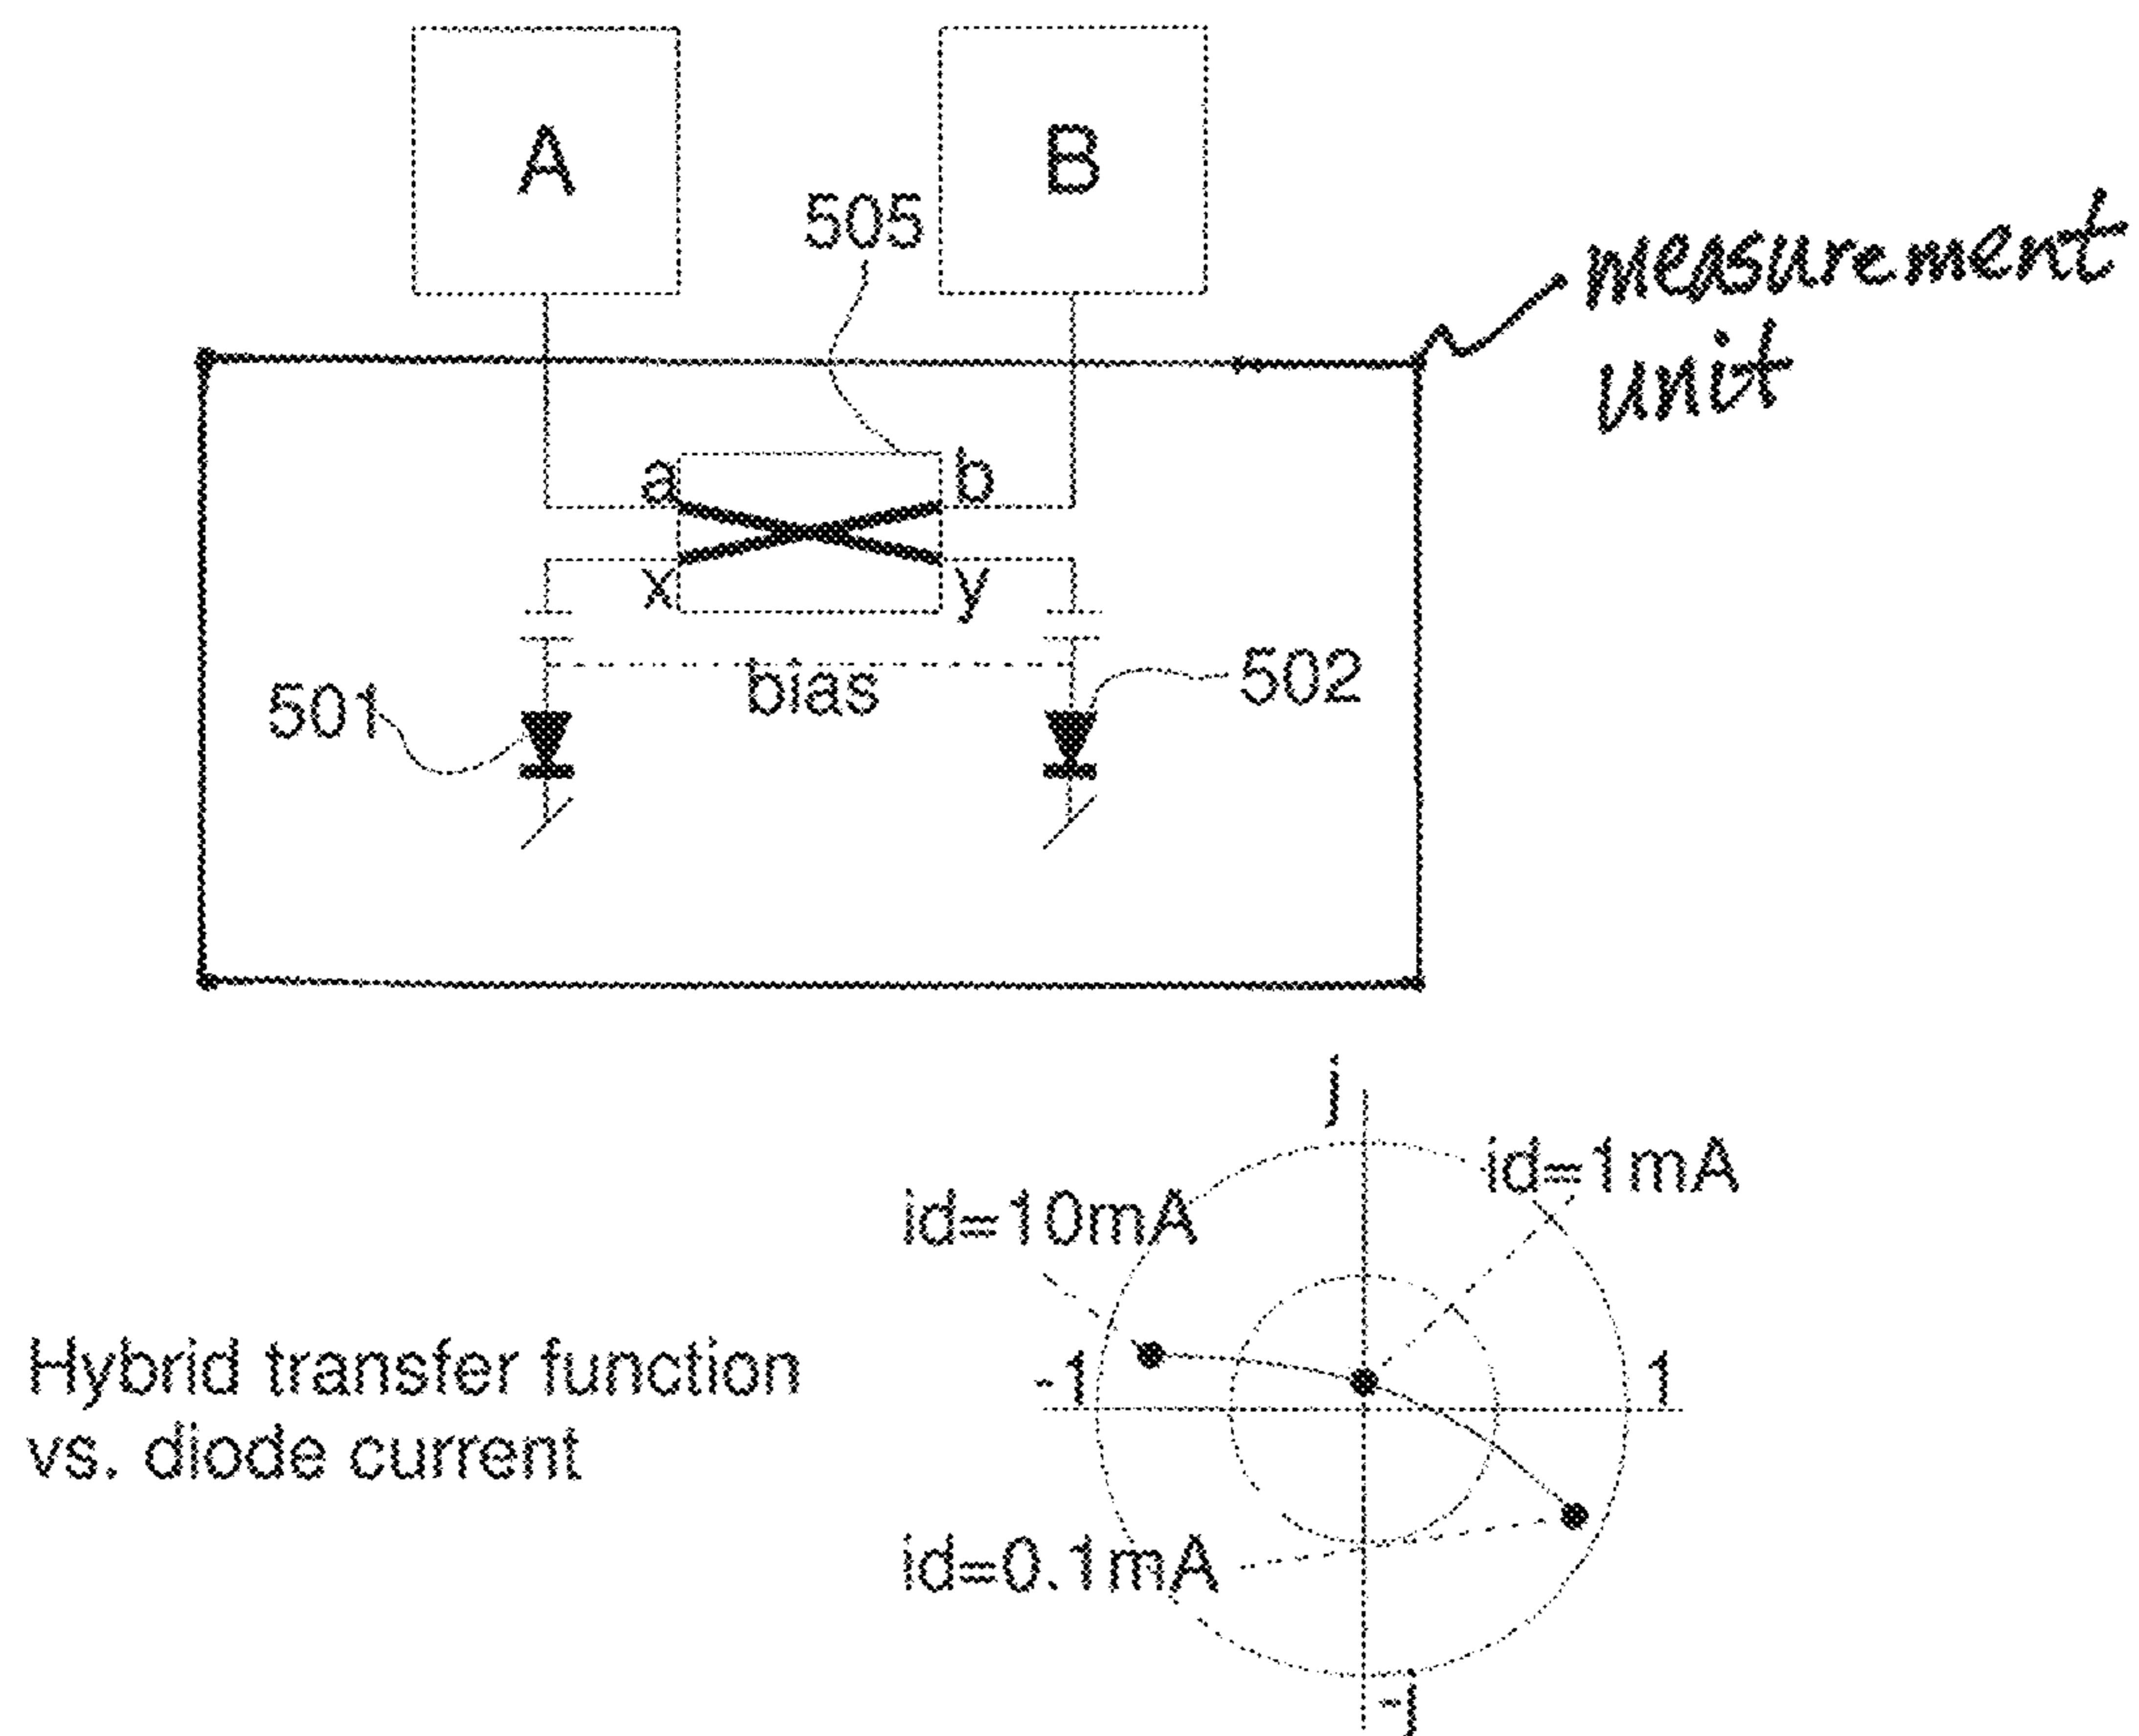 A
B
505
measurement
unit
a
b
x
y
bias
501
502
j
id=1mA
id=10mA
-1
1
Hybrid transfer function
vs. diode current
id=0.1mA
-j